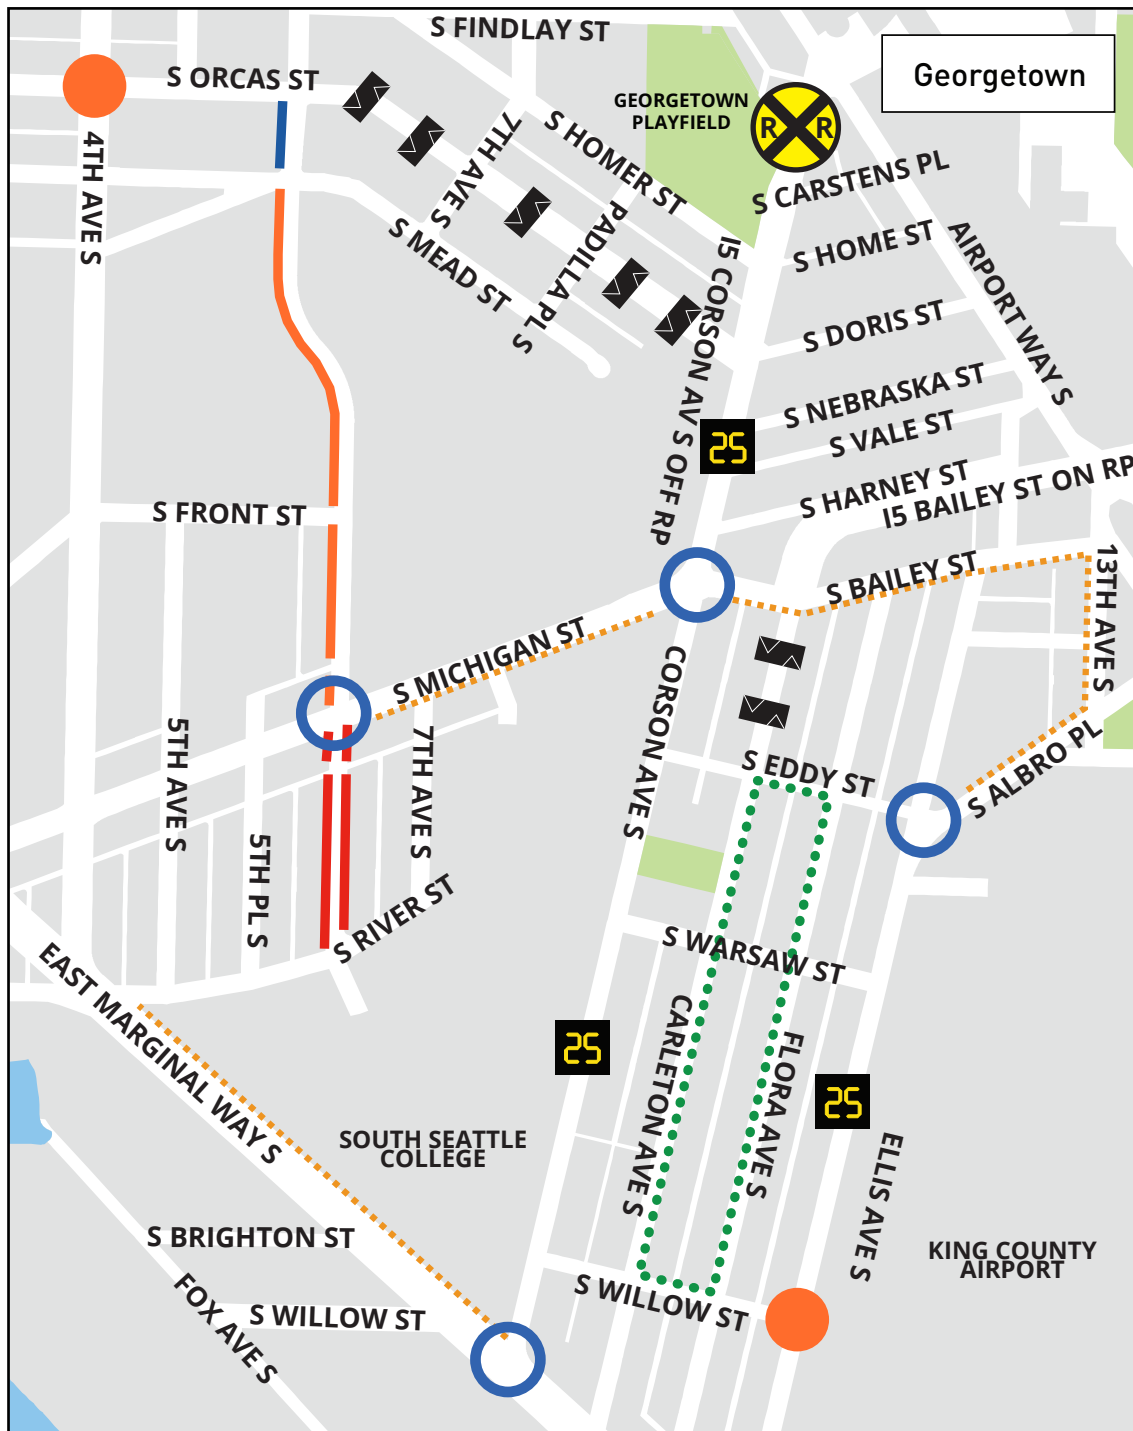 S FINDLAY ST
Georgetown
S ORCAS ST
GEORGETOWN
PLAYFIELD
R R
4TH AVE S
7TH AVE S
S HOMER ST
S CARSTENS PL
PADILLA PL S
S MEAD ST
I5 CORSON AV S OFF RP
S HOME ST
AIRPORT WAY S
S DORIS ST
S NEBRASKA ST
S VALE ST
25
S HARNEY ST
I5 BAILEY ST ON RP
S FRONT ST
S BAILEY ST
13TH AVE S
S MICHIGAN ST
CORSON AVE S
5TH AVE S
7TH AVE S
S EDDY ST
S ALBRO PL
5TH PL S
S RIVER ST
S WARSAW ST
EAST MARGINAL WAY S
CARLETON AVE S
FLORA AVE S
25
25
ELLIS AVE S
SOUTH SEATTLE
COLLEGE
S BRIGHTON ST
KING COUNTY
AIRPORT
FOX AVE S
S WILLOW ST
S WILLOW ST